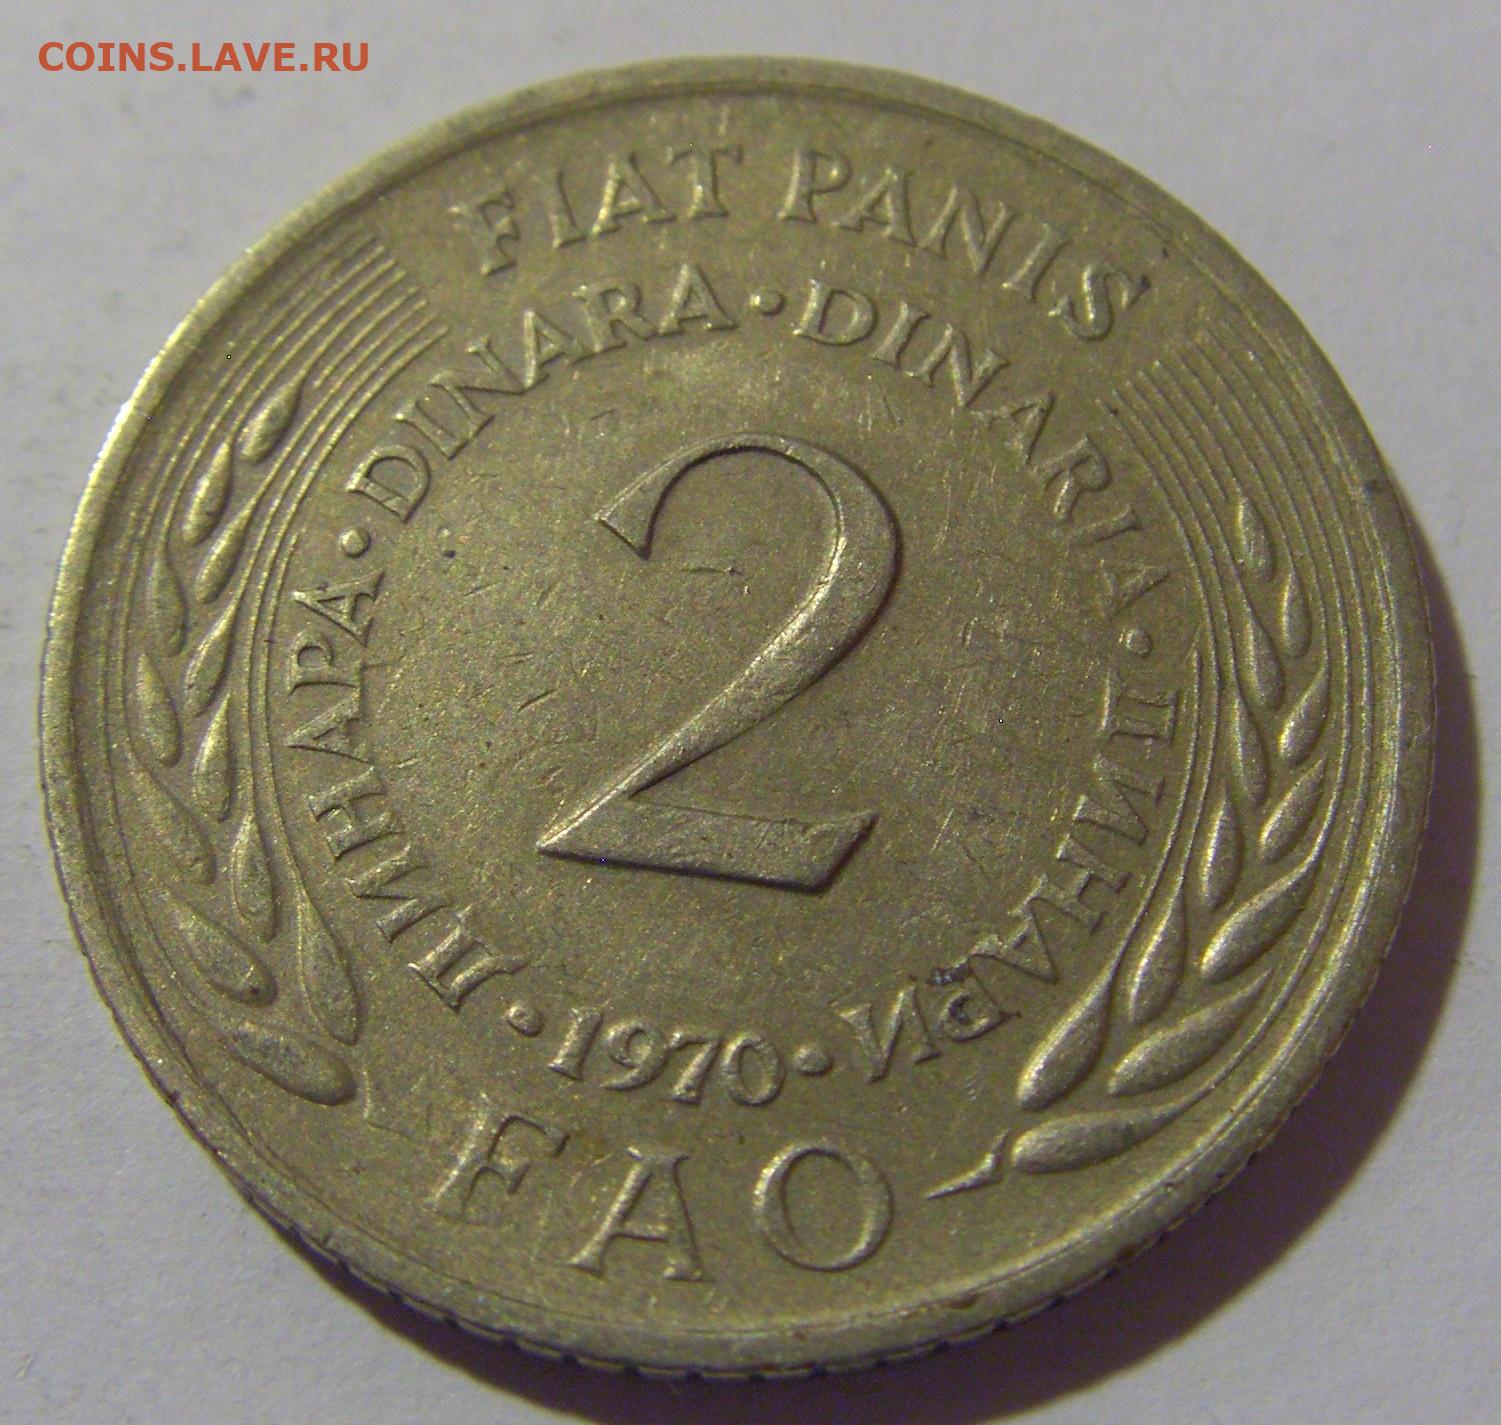 COINS.LAVE.RU
FIAT PANIS
ДИНАРА · DINARA · DINARJA · ДИНАРИ · 1970 ·
2
FAO